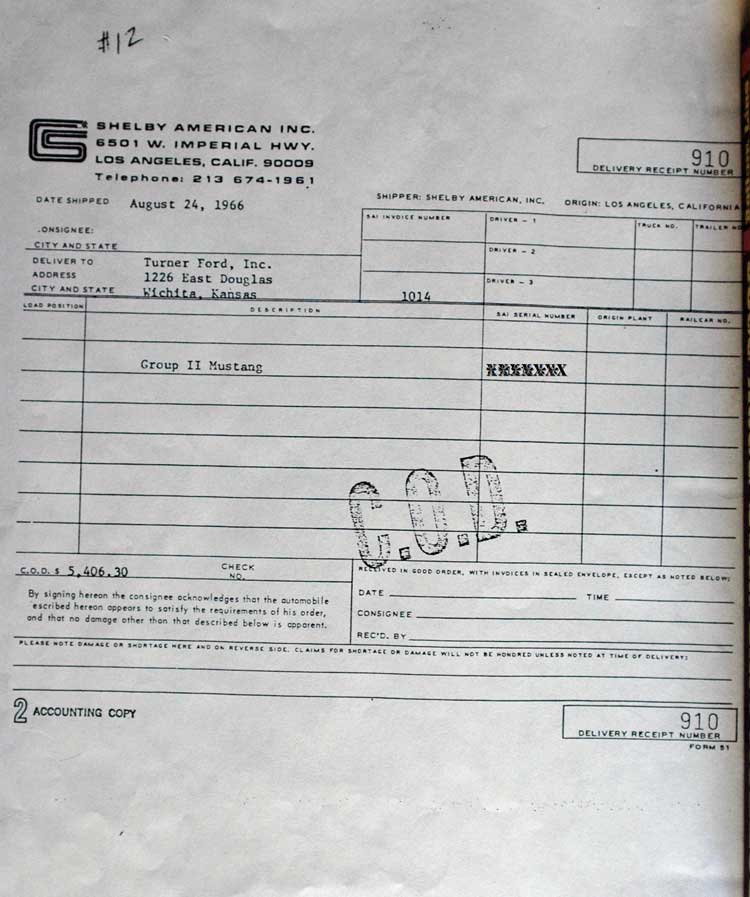 #12
SHELBY AMERICAN INC.
6501 W. IMPERIAL HWY.
LOS ANGELES, CALIF. 90009
Telephone: 213 674-1961
910
DELIVERY RECEIPT NUMBER
DATE SHIPPED August 24, 1966
SHIPPER: SHELBY AMERICAN, INC. ORIGIN: LOS ANGELES, CALIFORNIA
SAI INVOICE NUMBER DRIVER - 1 TRUCK NO. TRAILER NO
.ONSIGNEE:
CITY AND STATE DRIVER - 2
DELIVER TO Turner Ford, Inc.
ADDRESS 1226 East Douglas DRIVER - 3
CITY AND STATE Wichita, Kansas 1014
LOAD POSITION DESCRIPTION SAI SERIAL NUMBER ORIGIN PLANT RAILCAR NO.
Group II Mustang
C.O.D.
C.O.D. $ 5,406.30 CHECK NO.
RECEIVED IN GOOD ORDER, WITH INVOICES IN SEALED ENVELOPE, EXCEPT AS NOTED BELOW:
By signing hereon the consignee acknowledges that the automobile
escribed hereon appears to satisfy the requirements of his order,
and that no damage other than that described below is apparent.
DATE TIME
CONSIGNEE
REC'D. BY
PLEASE NOTE DAMAGE OR SHORTAGE HERE AND ON REVERSE SIDE. CLAIMS FOR SHORTAGE OR DAMAGE WILL NOT BE HONORED UNLESS NOTED AT TIME OF DELIVERY:
2 ACCOUNTING COPY
910
DELIVERY RECEIPT NUMBER
FORM 51